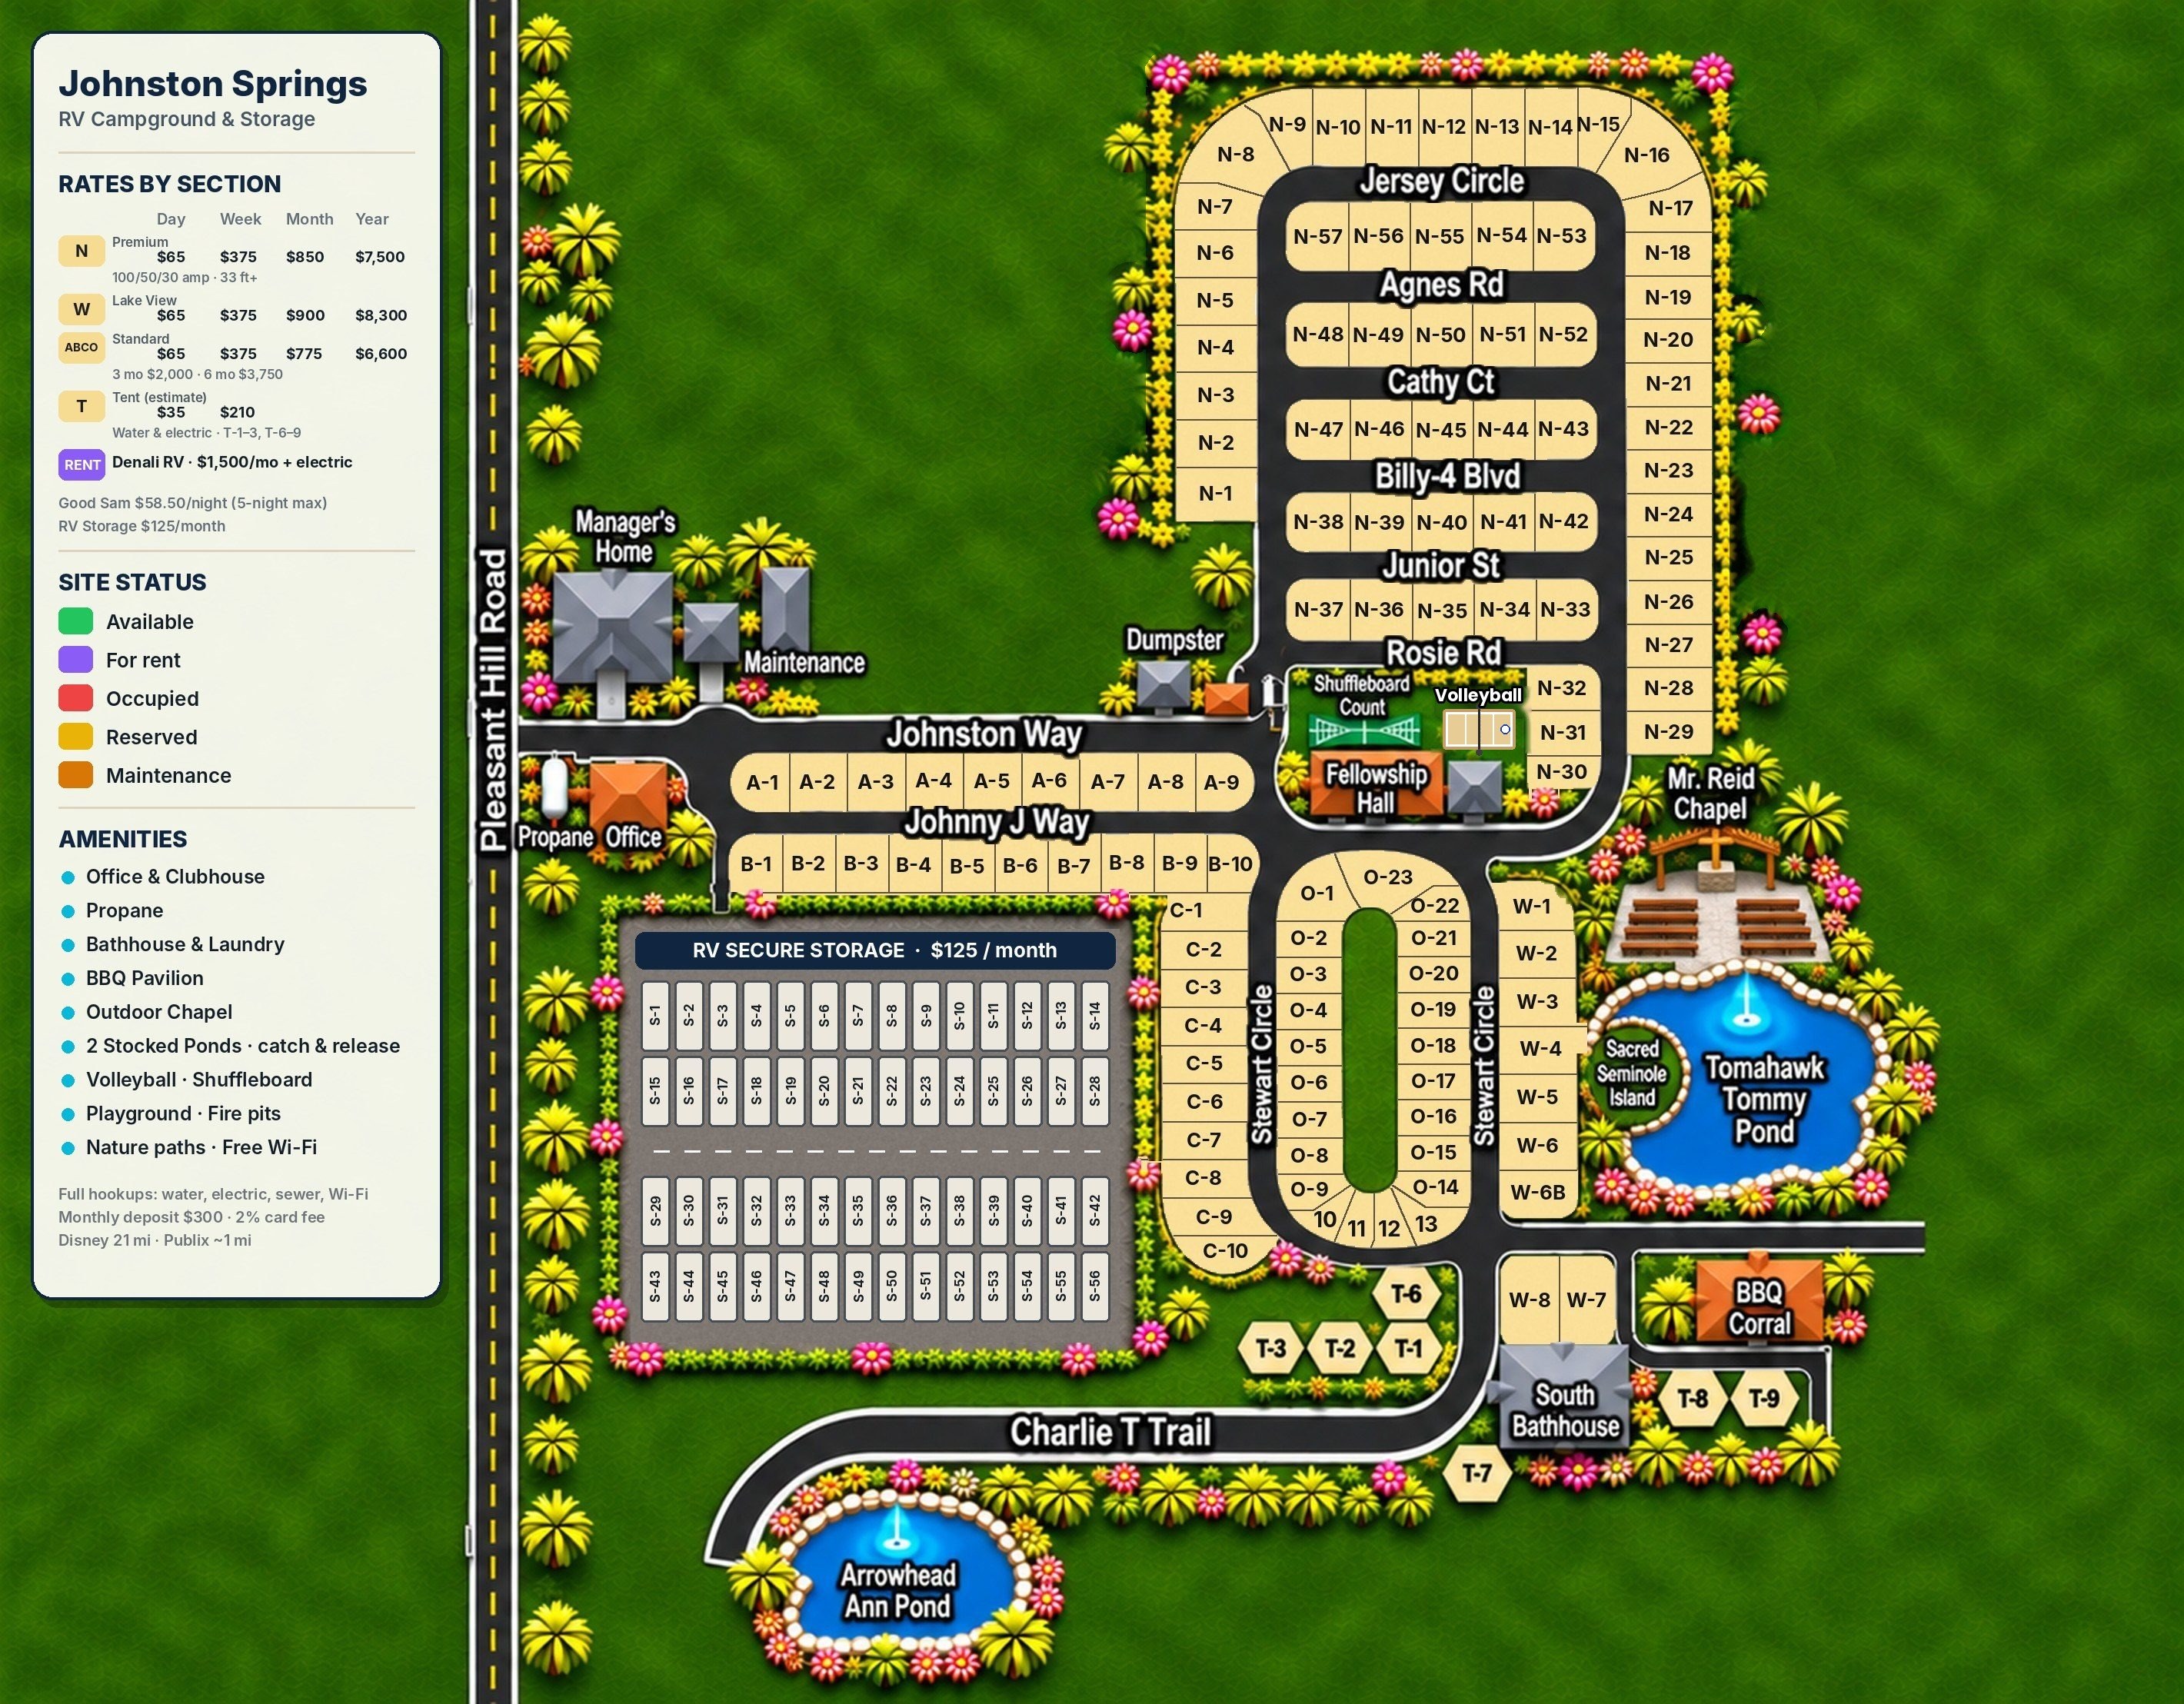 Johnston Springs
RV Campground & Storage
RATES BY SECTION
Day Week Month Year
N Premium
$65 $375 $850 $7,500
100/50/30 amp · 33 ft+
W Lake View
$65 $375 $900 $8,300
ABCO Standard
$65 $375 $775 $6,600
3 mo $2,000 · 6 mo $3,750
T Tent (estimate)
$35 $210
Water & electric · T-1–3, T-6–9
RENT Denali RV · $1,500/mo + electric
Good Sam $58.50/night (5-night max)
RV Storage $125/month
SITE STATUS
Available
For rent
Occupied
Reserved
Maintenance
AMENITIES
Office & Clubhouse
Propane
Bathhouse & Laundry
BBQ Pavilion
Outdoor Chapel
2 Stocked Ponds · catch & release
Volleyball · Shuffleboard
Playground · Fire pits
Nature paths · Free Wi-Fi
Full hookups: water, electric, sewer, Wi-Fi
Monthly deposit $300 · 2% card fee
Disney 21 mi · Publix ~1 mi
Pleasant Hill Road
Manager's
Home
Maintenance
Dumpster
Propane Office
N-8 N-9 N-10 N-11 N-12 N-13 N-14 N-15 N-16
Jersey Circle
N-7
N-6
N-5
N-4
N-3
N-2
N-1
N-57 N-56 N-55 N-54 N-53
Agnes Rd
N-48 N-49 N-50 N-51 N-52
Cathy Ct
N-47 N-46 N-45 N-44 N-43
Billy-4 Blvd
N-38 N-39 N-40 N-41 N-42
Junior St
N-37 N-36 N-35 N-34 N-33
Rosie Rd
N-17
N-18
N-19
N-20
N-21
N-22
N-23
N-24
N-25
N-26
N-27
N-28
N-29
Shuffleboard
Count
Volleyball
N-32
N-31
N-30
Fellowship
Hall
Mr. Reid
Chapel
Johnston Way
A-1 A-2 A-3 A-4 A-5 A-6 A-7 A-8 A-9
Johnny J Way
B-1 B-2 B-3 B-4 B-5 B-6 B-7 B-8 B-9 B-10
RV SECURE STORAGE · $125 / month
S-1 S-2 S-3 S-4 S-5 S-6 S-7 S-8 S-9 S-10 S-11 S-12 S-13 S-14
S-15 S-16 S-17 S-18 S-19 S-20 S-21 S-22 S-23 S-24 S-25 S-26 S-27 S-28
S-29 S-30 S-31 S-32 S-33 S-34 S-35 S-36 S-37 S-38 S-39 S-40 S-41 S-42
S-43 S-44 S-45 S-46 S-47 S-48 S-49 S-50 S-51 S-52 S-53 S-54 S-55 S-56
C-1
C-2
C-3
C-4
C-5
C-6
C-7
C-8
C-9
C-10
Stewart Circle
O-1
O-2
O-3
O-4
O-5
O-6
O-7
O-8
O-9
10 11 12 13
O-23
O-22
O-21
O-20
O-19
O-18
O-17
O-16
O-15
O-14
Stewart Circle
W-1
W-2
W-3
W-4
W-5
W-6
W-6B
Sacred
Seminole
Island
Tomahawk
Tommy
Pond
W-8 W-7
BBQ
Corral
T-6
T-3 T-2 T-1
South
Bathhouse
T-8 T-9
T-7
Charlie T Trail
Arrowhead
Ann Pond